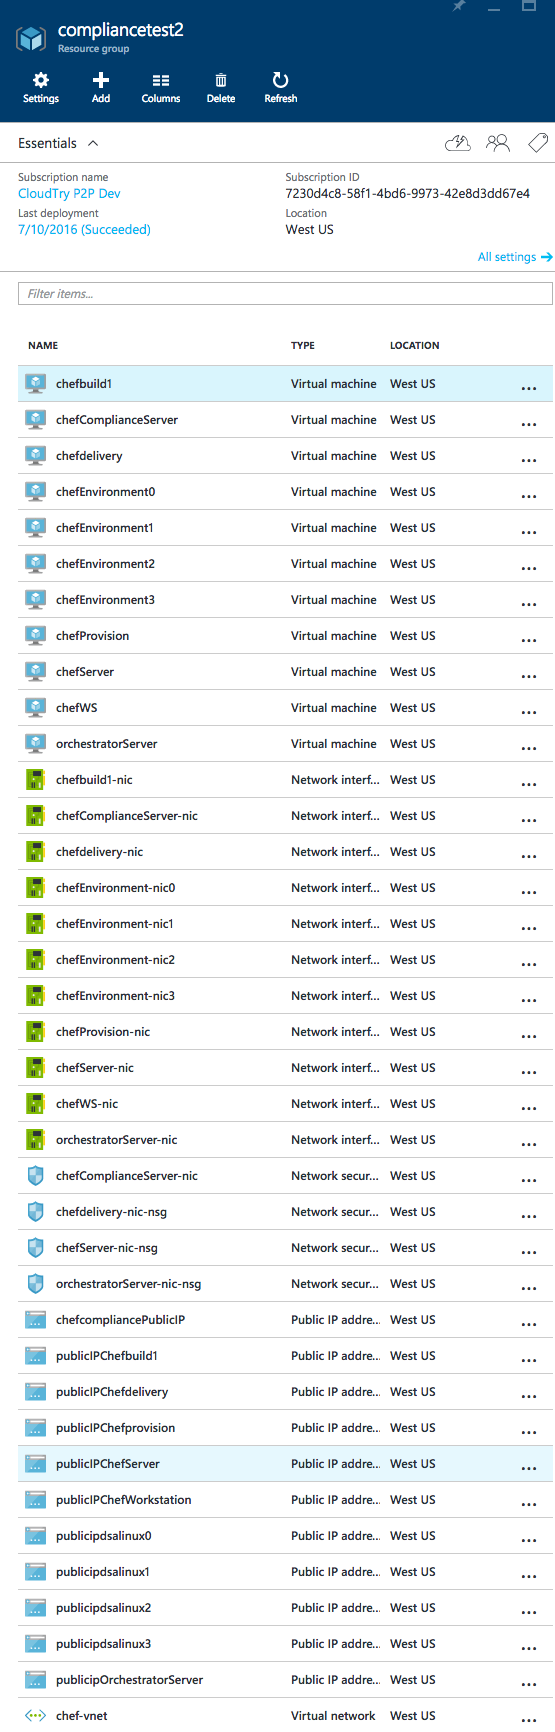 compliancetest2
Resource group
Settings Add Columns Delete Refresh
Essentials
Subscription name Subscription ID
CloudTry P2P Dev 7230d4c8-58f1-4bd6-9973-42e8d3dd67e4
Last deployment Location
7/10/2016 (Succeeded) West US
All settings
Filter items...
NAME TYPE LOCATION
chefbuild1 Virtual machine West US ...
chefComplianceServer Virtual machine West US ...
chefdelivery Virtual machine West US ...
chefEnvironment0 Virtual machine West US ...
chefEnvironment1 Virtual machine West US ...
chefEnvironment2 Virtual machine West US ...
chefEnvironment3 Virtual machine West US ...
chefProvision Virtual machine West US ...
chefServer Virtual machine West US ...
chefWS Virtual machine West US ...
orchestratorServer Virtual machine West US ...
chefbuild1-nic Network interf... West US ...
chefComplianceServer-nic Network interf... West US ...
chefdelivery-nic Network interf... West US ...
chefEnvironment-nic0 Network interf... West US ...
chefEnvironment-nic1 Network interf... West US ...
chefEnvironment-nic2 Network interf... West US ...
chefEnvironment-nic3 Network interf... West US ...
chefProvision-nic Network interf... West US ...
chefServer-nic Network interf... West US ...
chefWS-nic Network interf... West US ...
orchestratorServer-nic Network interf... West US ...
chefComplianceServer-nic Network secur... West US ...
chefdelivery-nic-nsg Network secur... West US ...
chefServer-nic-nsg Network secur... West US ...
orchestratorServer-nic-nsg Network secur... West US ...
chefcompliancePublicIP Public IP addre... West US ...
publicIPChefbuild1 Public IP addre... West US ...
publicIPChefdelivery Public IP addre... West US ...
publicIPChefprovision Public IP addre... West US ...
publicIPChefServer Public IP addre... West US ...
publicIPChefWorkstation Public IP addre... West US ...
publicipdsalinux0 Public IP addre... West US ...
publicipdsalinux1 Public IP addre... West US ...
publicipdsalinux2 Public IP addre... West US ...
publicipdsalinux3 Public IP addre... West US ...
publicipOrchestratorServer Public IP addre... West US ...
chef-vnet Virtual network West US ...